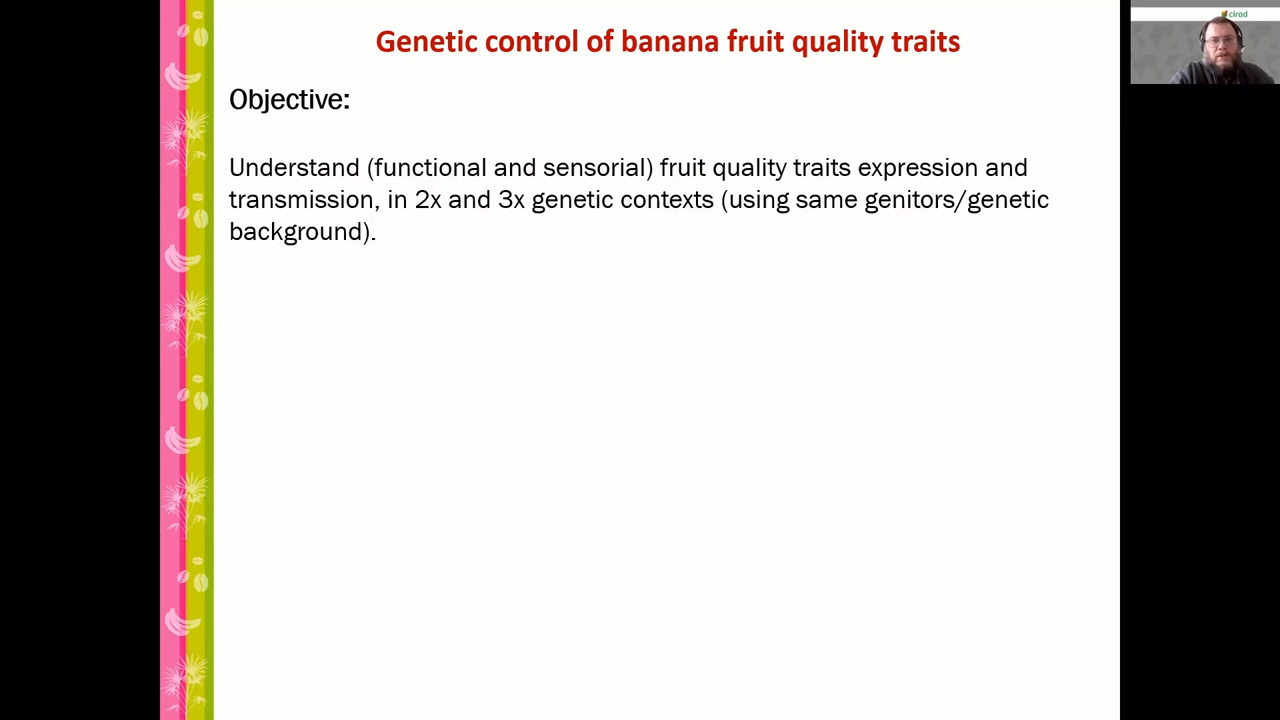 Genetic control of banana fruit quality traits
cirad
Objective:
Understand (functional and sensorial) fruit quality traits expression and
transmission, in 2x and 3x genetic contexts (using same genitors/genetic
background).